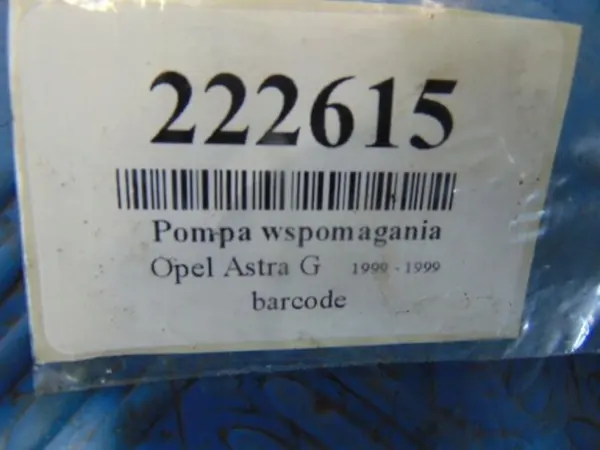 222615
Pompa wspomagania
Opel Astra G 1999 - 1999
barcode